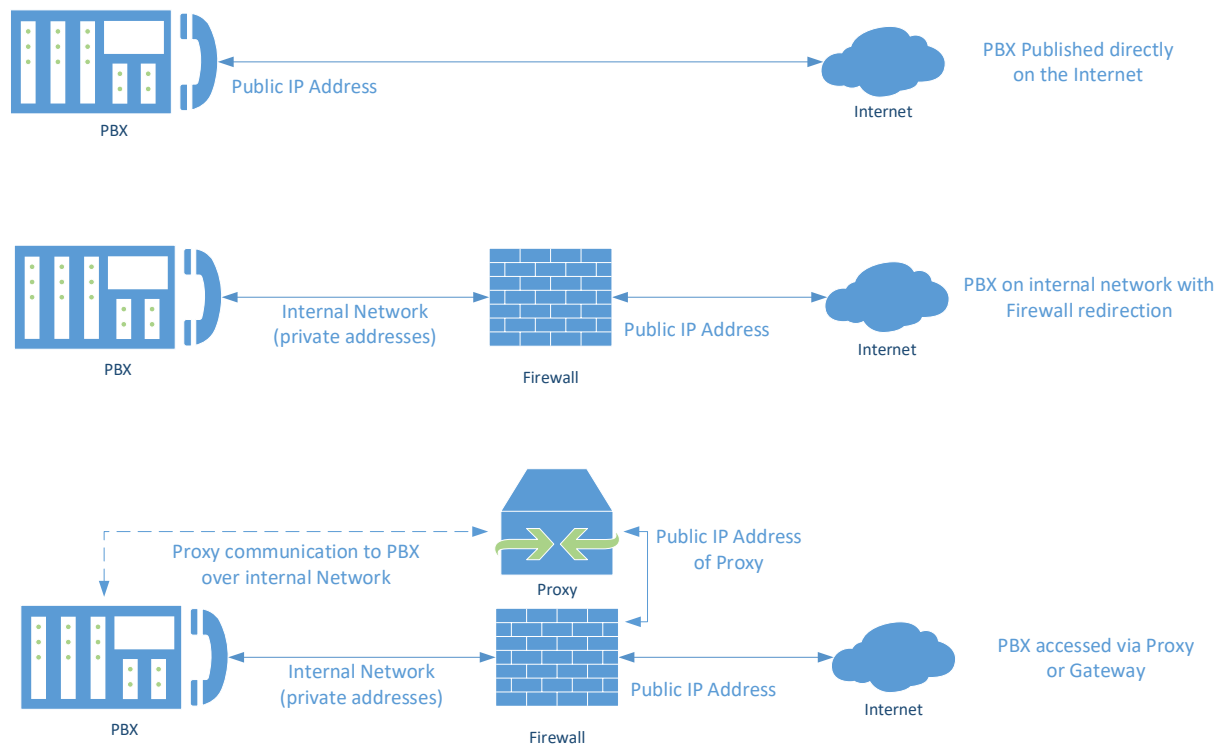 PBX Published directly
on the Internet
Public IP Address
Internet
PBX
PBX on internal network with
Firewall redirection
Internal Network
(private addresses)
Public IP Address
Internet
PBX
Firewall
Public IP Address
of Proxy
Proxy communication to PBX
over internal Network
Proxy
PBX accessed via Proxy
or Gateway
Internal Network
(private addresses)
Public IP Address
Internet
PBX
Firewall